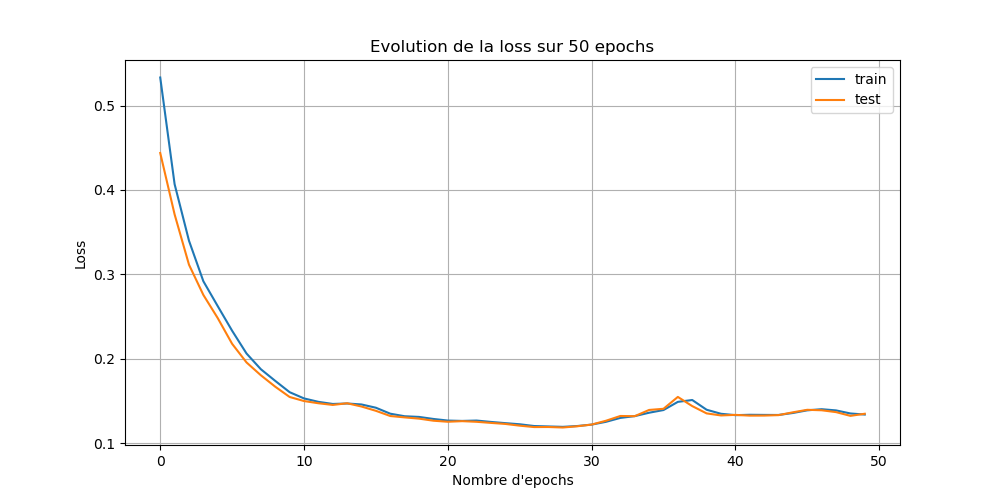 Evolution de la loss sur 50 epochs
train
test
Loss
0.5
0.4
0.3
0.2
0.1
0 10 20 30 40 50
Nombre d'epochs